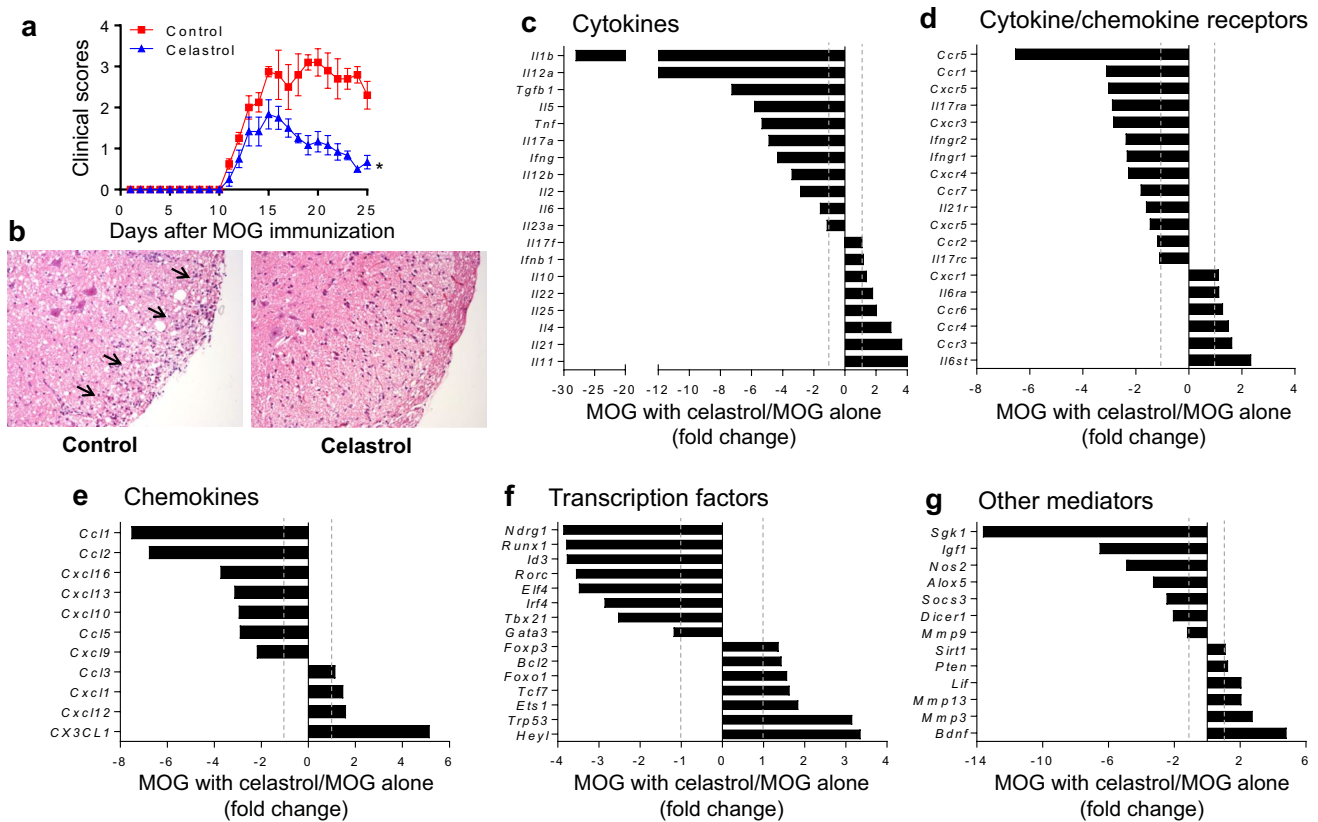 a
Control
Celastrol
Clinical scores
4
3
2
1
0
0 5 10 15 20 25
*
Days after MOG immunization
b
Control
Celastrol
c Cytokines
Il1b
Il12a
Tgfb1
Il5
Tnf
Il17a
Ifng
Il12b
Il2
Il6
Il23a
Il17f
Ifnb1
Il10
Il22
Il25
Il4
Il21
Il11
-30 -25 -20 -12 -10 -8 -6 -4 -2 0 2 4
MOG with celastrol/MOG alone
(fold change)
d Cytokine/chemokine receptors
Ccr5
Ccr1
Cxcr5
Il17ra
Cxcr3
Ifngr2
Ifngr1
Cxcr4
Ccr7
Il21r
Cxcr5
Ccr2
Il17rc
Cxcr1
Il6ra
Ccr6
Ccr4
Ccr3
Il6st
-8 -6 -4 -2 0 2 4
MOG with celastrol/MOG alone
(fold change)
e Chemokines
Ccl1
Ccl2
Cxcl16
Cxcl13
Cxcl10
Ccl5
Cxcl9
Ccl3
Cxcl1
Cxcl12
CX3CL1
-8 -6 -4 -2 0 2 4 6
MOG with celastrol/MOG alone
(fold change)
f Transcription factors
Ndrg1
Runx1
Id3
Rorc
Elf4
Irf4
Tbx21
Gata3
Foxp3
Bcl2
Foxo1
Tcf7
Ets1
Trp53
Heyl
-4 -3 -2 -1 0 1 2 3 4
MOG with celastrol/MOG alone
(fold change)
g Other mediators
Sgk1
Igf1
Nos2
Alox5
Socs3
Dicer1
Mmp9
Sirt1
Pten
Lif
Mmp13
Mmp3
Bdnf
-14 -10 -6 -2 2 6
MOG with celastrol/MOG alone
(fold change)